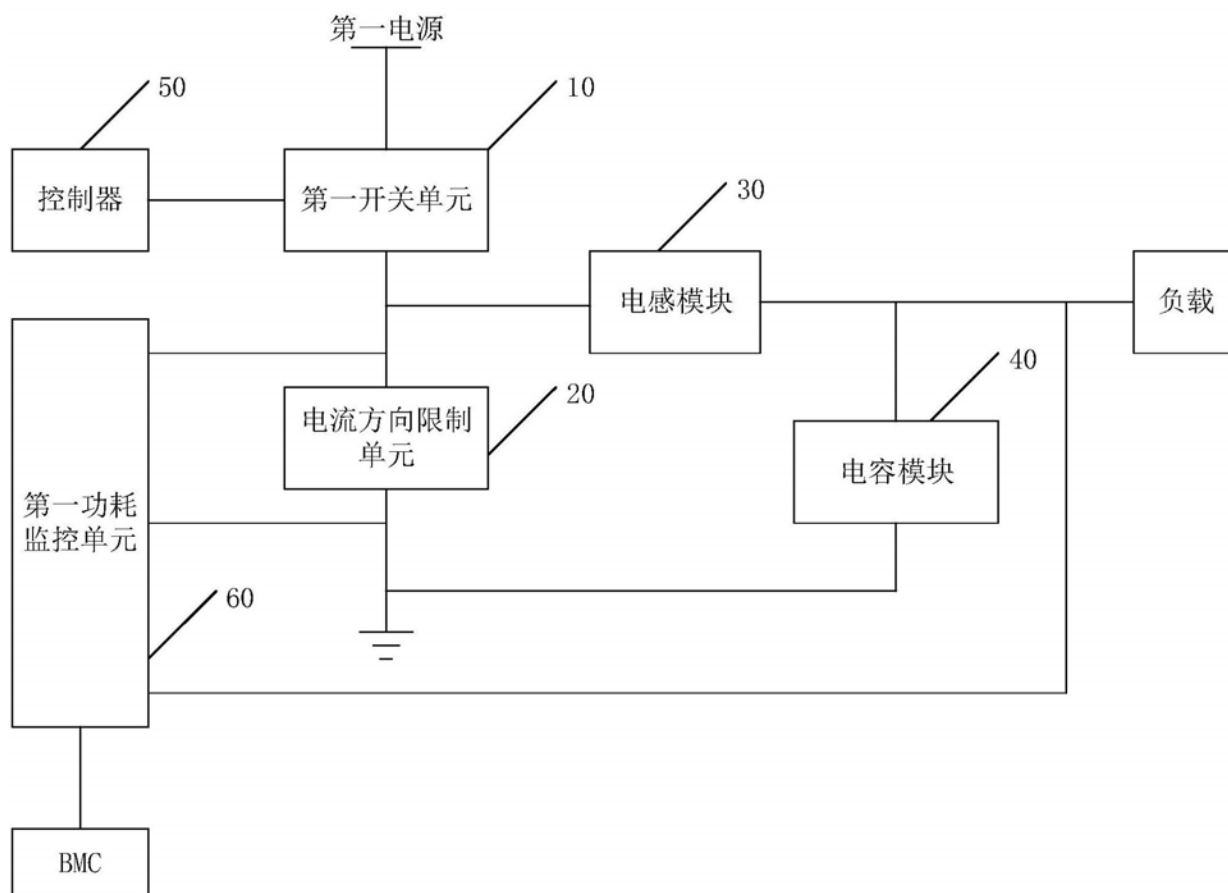 第一电源
50
10
控制器
第一开关单元
30
电感模块
负载
40
20
电流方向限制
单元
电容模块
第一功耗
监控单元
60
BMC